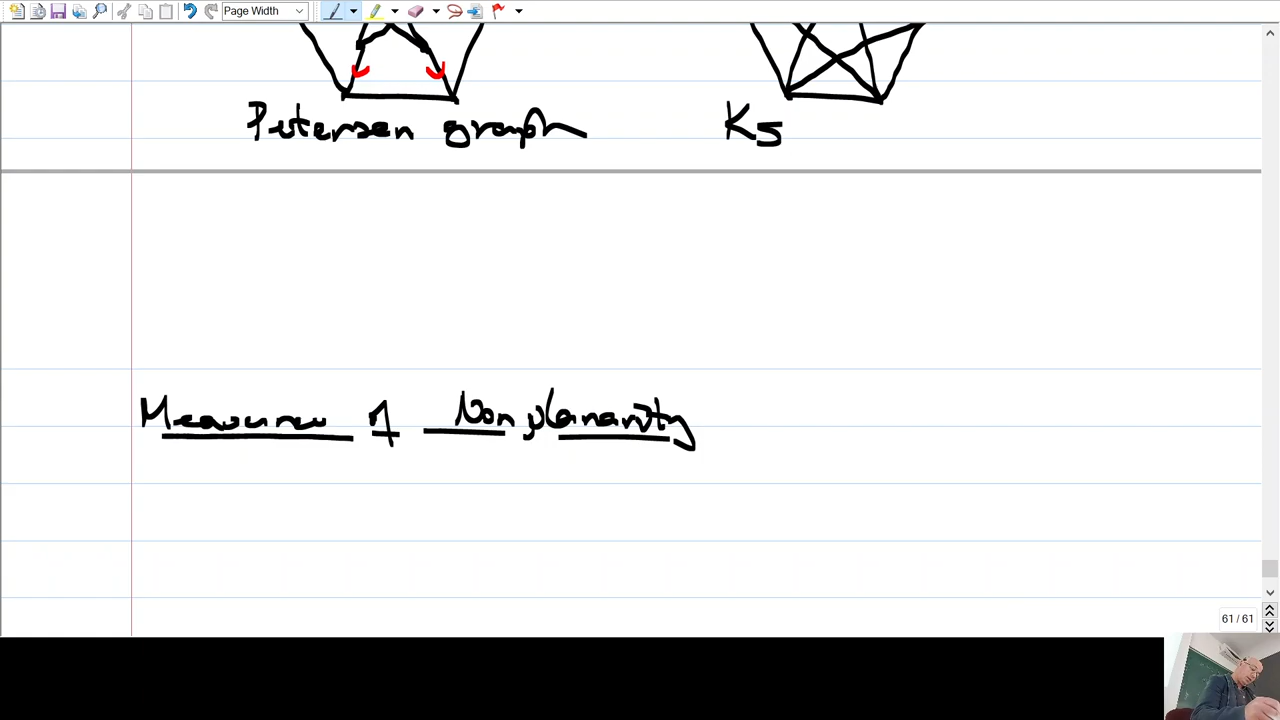 Page Width
Petersen graph K5
Measures of Nonplanarity
61 / 61